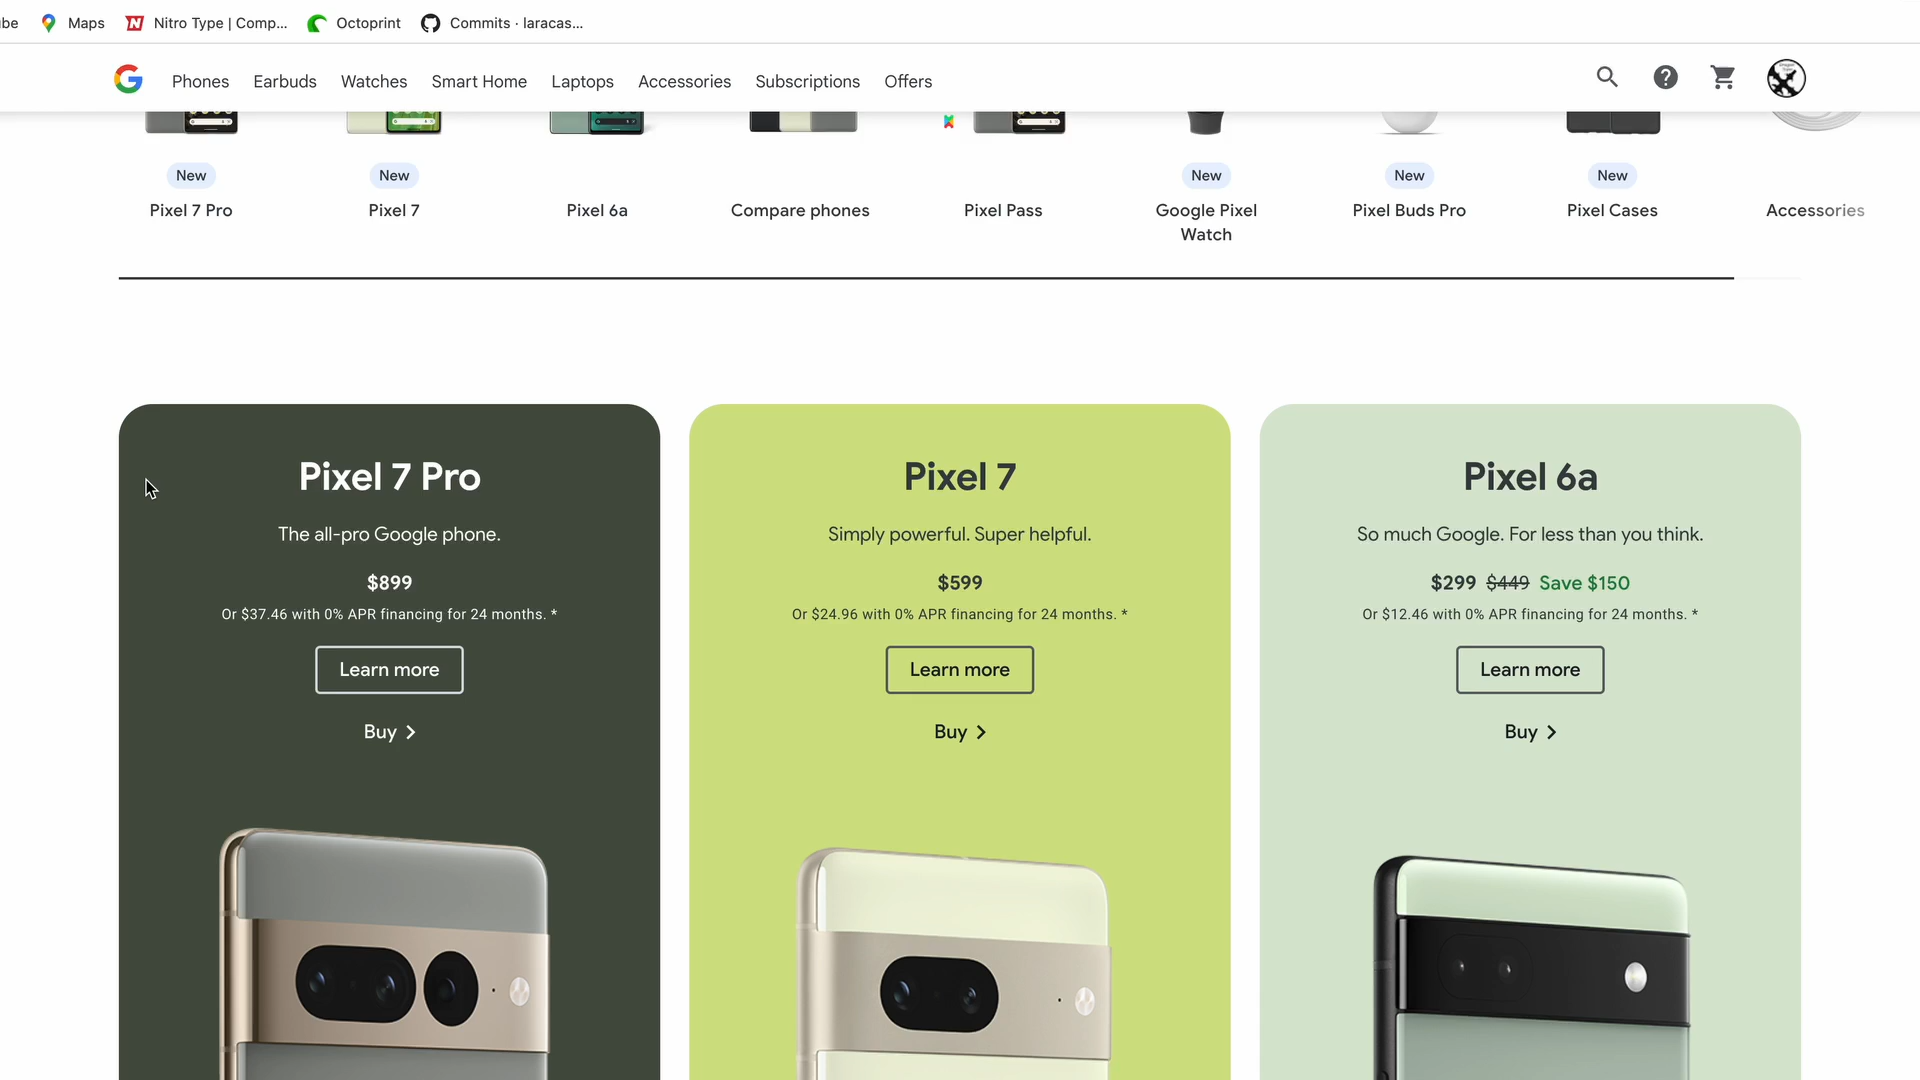 be
Maps
Nitro Type | Comp...
Octoprint
Commits · laracas...
Phones
Earbuds
Watches
Smart Home
Laptops
Accessories
Subscriptions
Offers
New
Pixel 7 Pro
New
Pixel 7
Pixel 6a
Compare phones
Pixel Pass
New
Google Pixel
Watch
New
Pixel Buds Pro
New
Pixel Cases
Accessories
Pixel 7 Pro
The all-pro Google phone.
$899
Or $37.46 with 0% APR financing for 24 months. *
Learn more
Buy
Pixel 7
Simply powerful. Super helpful.
$599
Or $24.96 with 0% APR financing for 24 months. *
Learn more
Buy
Pixel 6a
So much Google. For less than you think.
$299 $449 Save $150
Or $12.46 with 0% APR financing for 24 months. *
Learn more
Buy